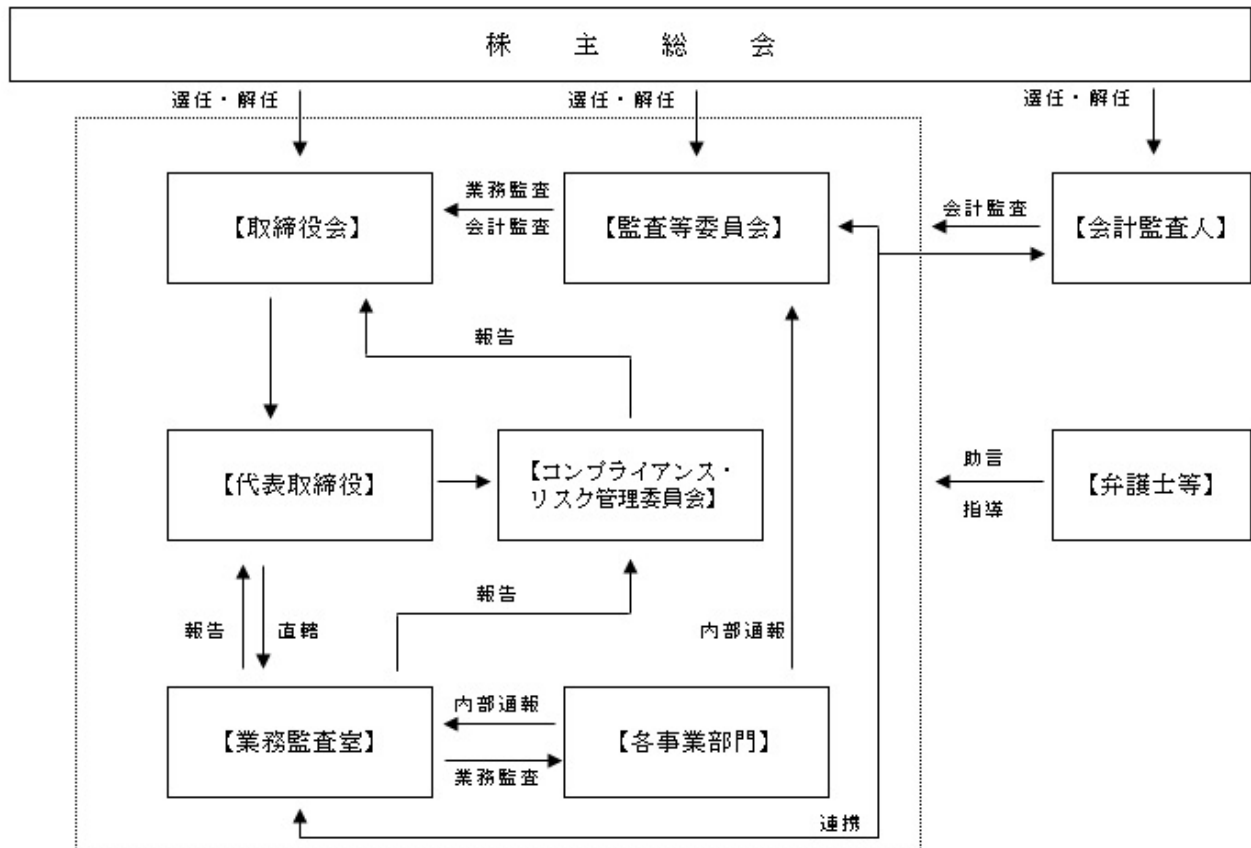 株主総会
選任・解任
選任・解任
選任・解任
【取締役会】
業務監査
会計監査
【監査等委員会】
会計監査
【会計監査人】
報告
【代表取締役】
【コンプライアンス・
リスク管理委員会】
助言
指導
【弁護士等】
報告
直轄
報告
内部通報
【業務監査室】
内部通報
業務監査
【各事業部門】
連携